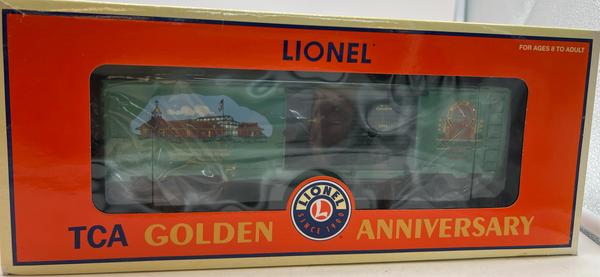 LIONEL
FOR AGES 8 TO ADULT
LIONEL
SINCE 1900
L
TCA GOLDEN ANNIVERSARY